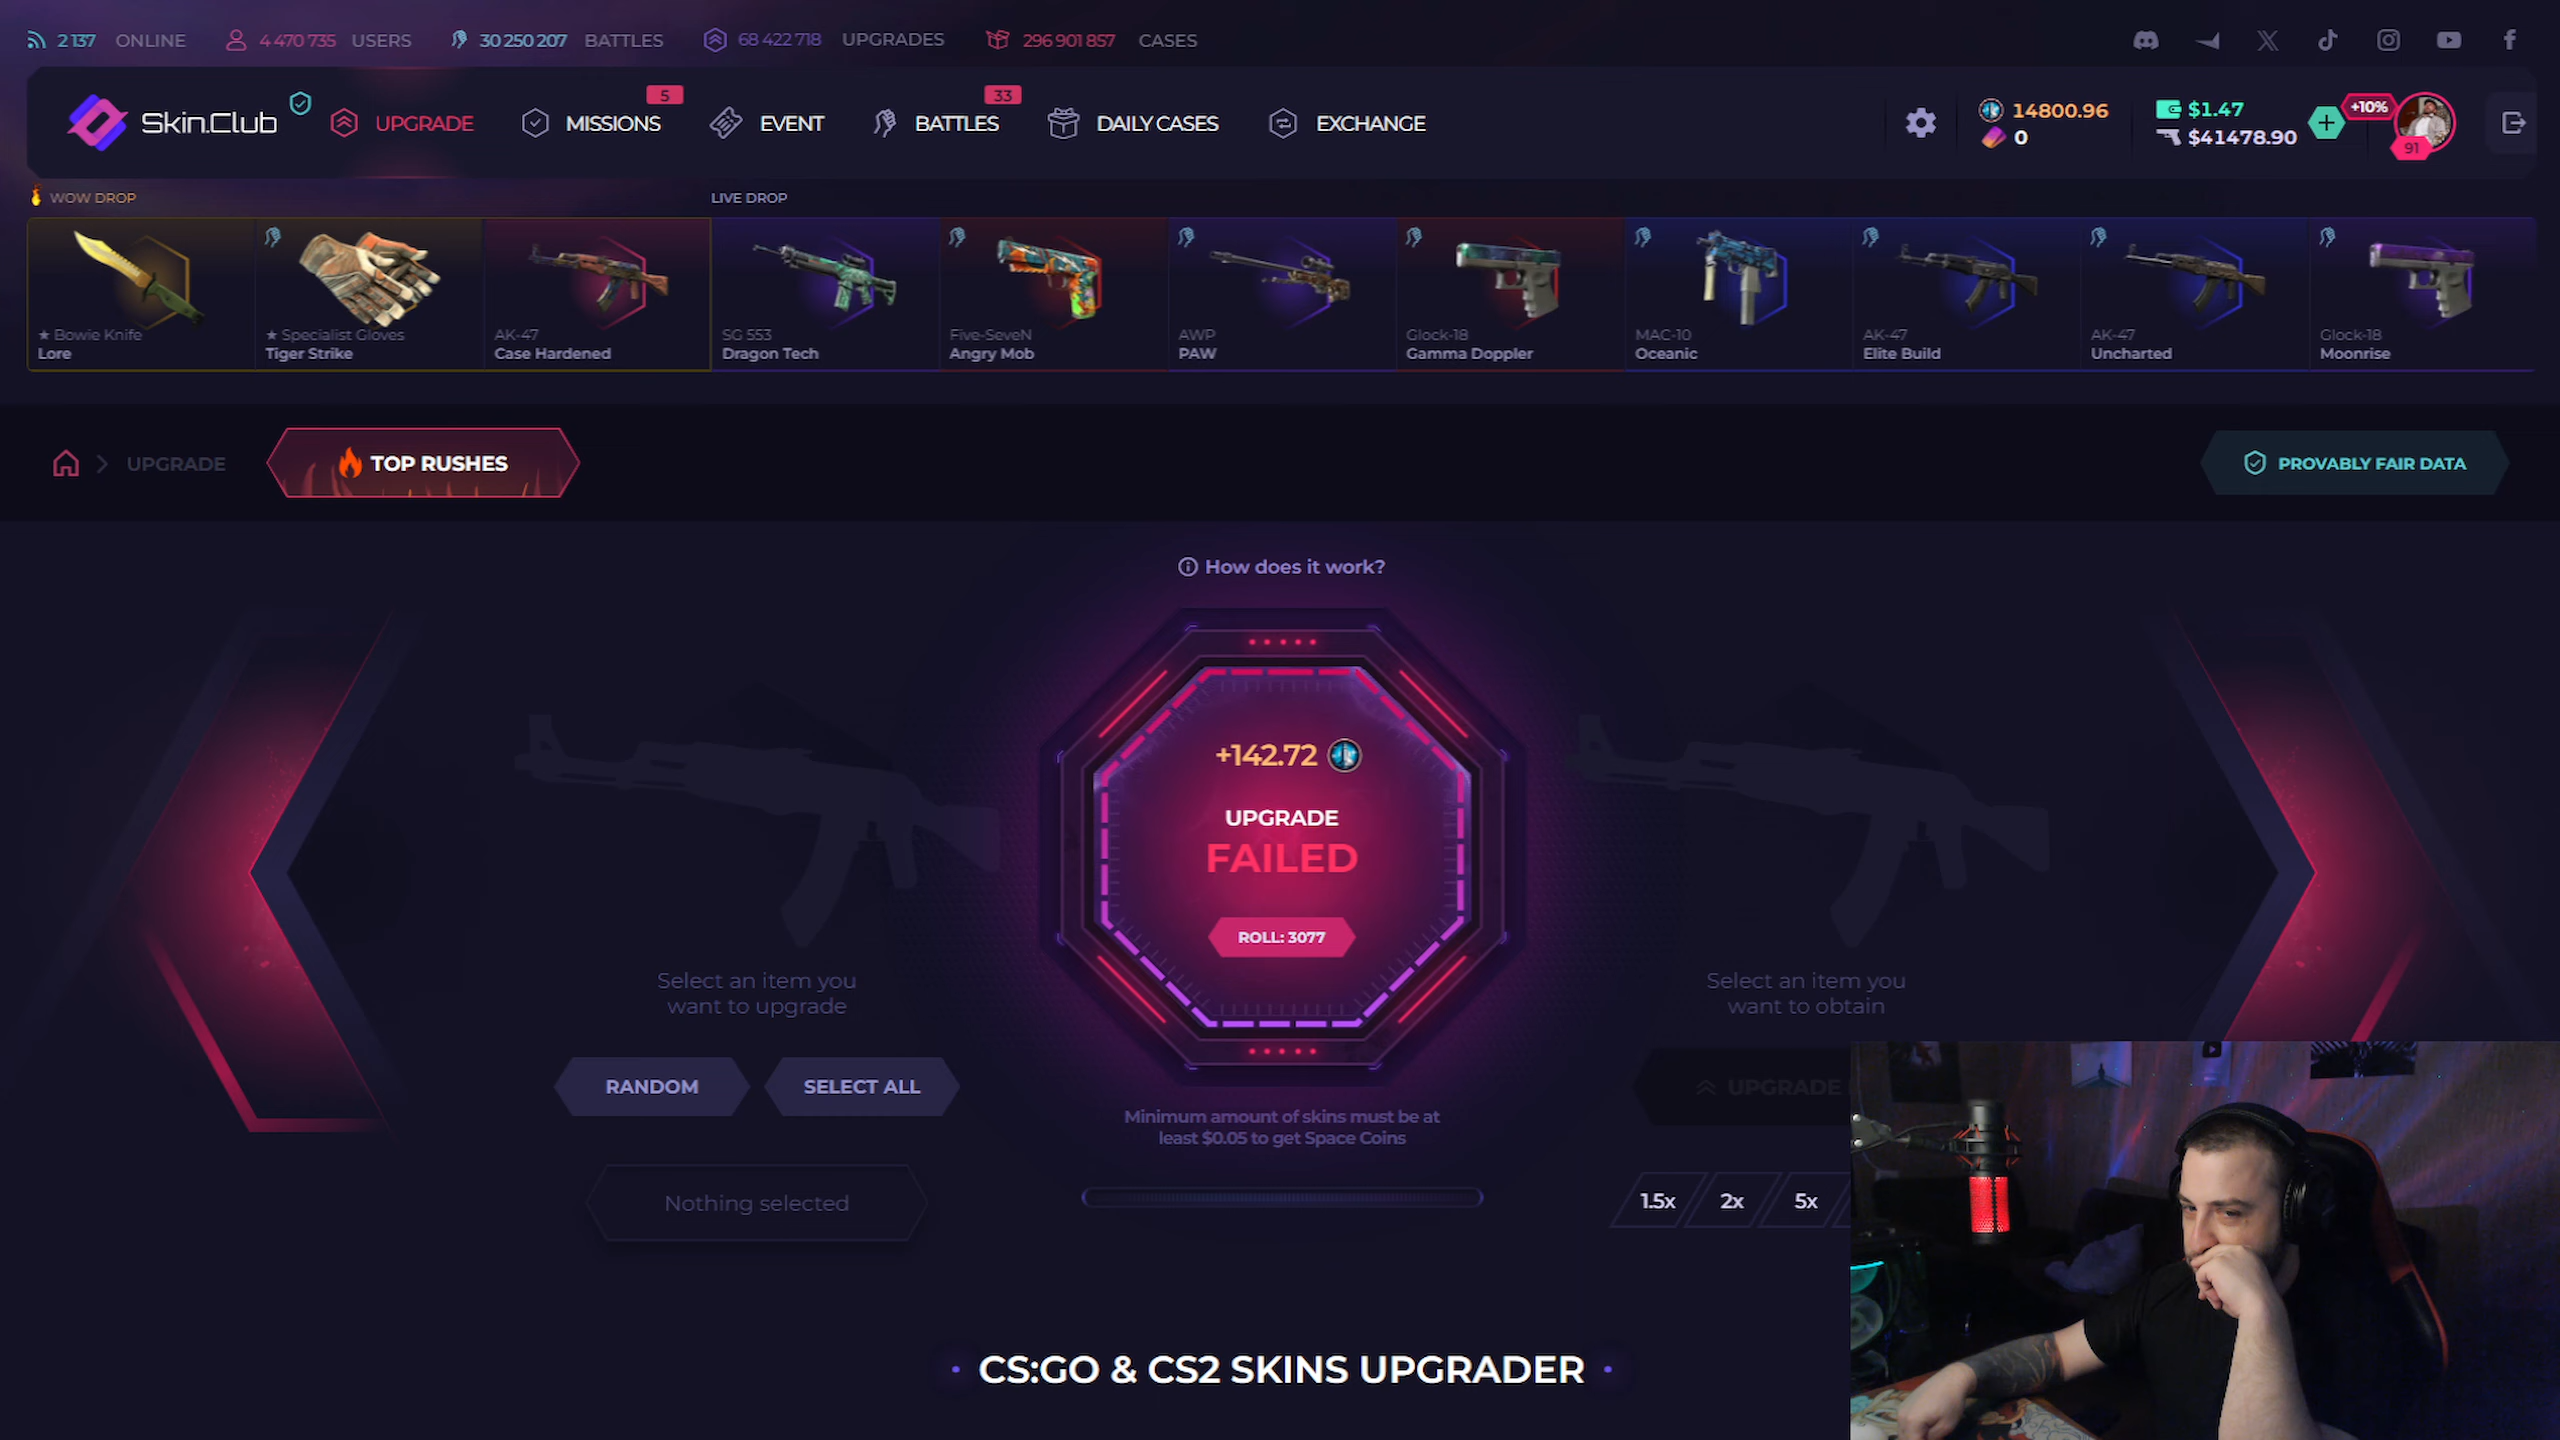 2 137 ONLINE 4 470 735 USERS 30 250 207 BATTLES 68 422 718 UPGRADES 296 901 857 CASES
Skin.Club UPGRADE MISSIONS 5 EVENT BATTLES 33 DAILY CASES EXCHANGE
14800.96 $1.47 +10%
0 $41478.90 91
WOW DROP LIVE DROP
★ Bowie Knife ★ Specialist Gloves AK-47 SG 553 Five-SeveN AWP Glock-18 MAC-10 AK-47 AK-47 Glock-18
Lore Tiger Strike Case Hardened Dragon Tech Angry Mob PAW Gamma Doppler Oceanic Elite Build Uncharted Moonrise
UPGRADE TOP RUSHES PROVABLY FAIR DATA
How does it work?
+142.72
UPGRADE
FAILED
ROLL: 3077
Select an item you
want to upgrade
Select an item you
want to obtain
RANDOM SELECT ALL
UPGRADE
Minimum amount of skins must be at
least $0.05 to get Space Coins
Nothing selected
1.5x 2x 5x
• CS:GO & CS2 SKINS UPGRADER •